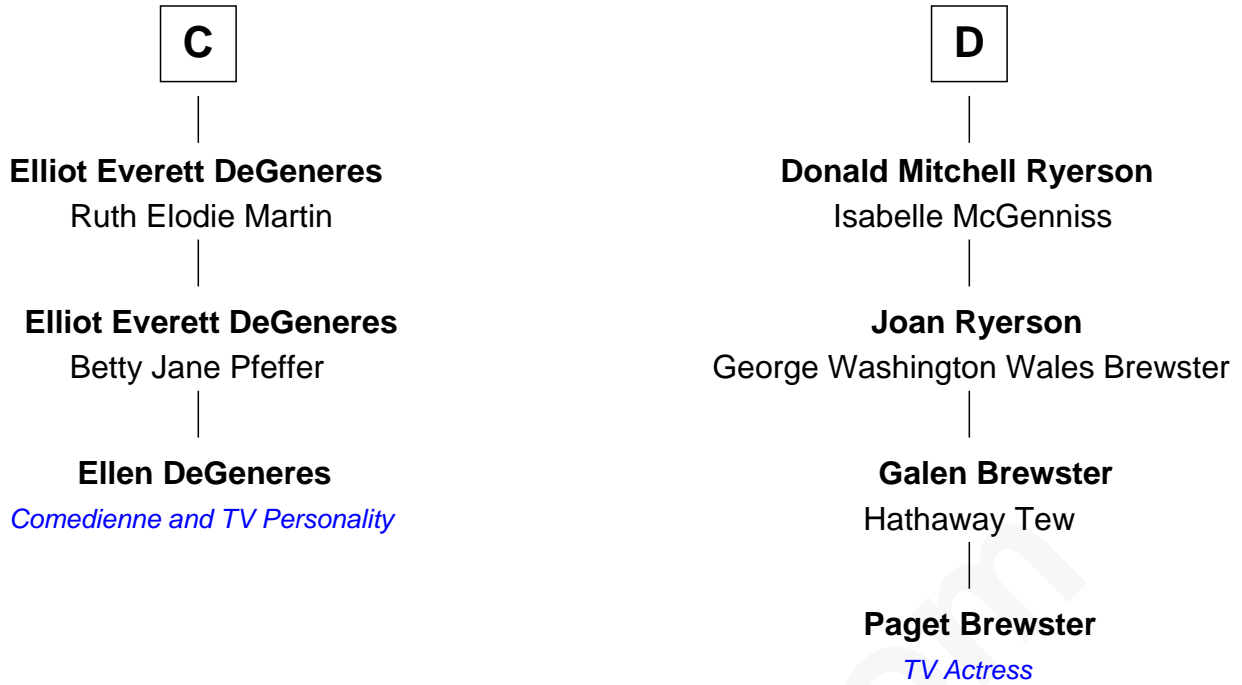 C
Elliot Everett DeGeneres
Ruth Elodie Martin
Elliot Everett DeGeneres
Betty Jane Pfeffer
Ellen DeGeneres
Comedienne and TV Personality
D
Donald Mitchell Ryerson
Isabelle McGenniss
Joan Ryerson
George Washington Wales Brewster
Galen Brewster
Hathaway Tew
Paget Brewster
TV Actress
om